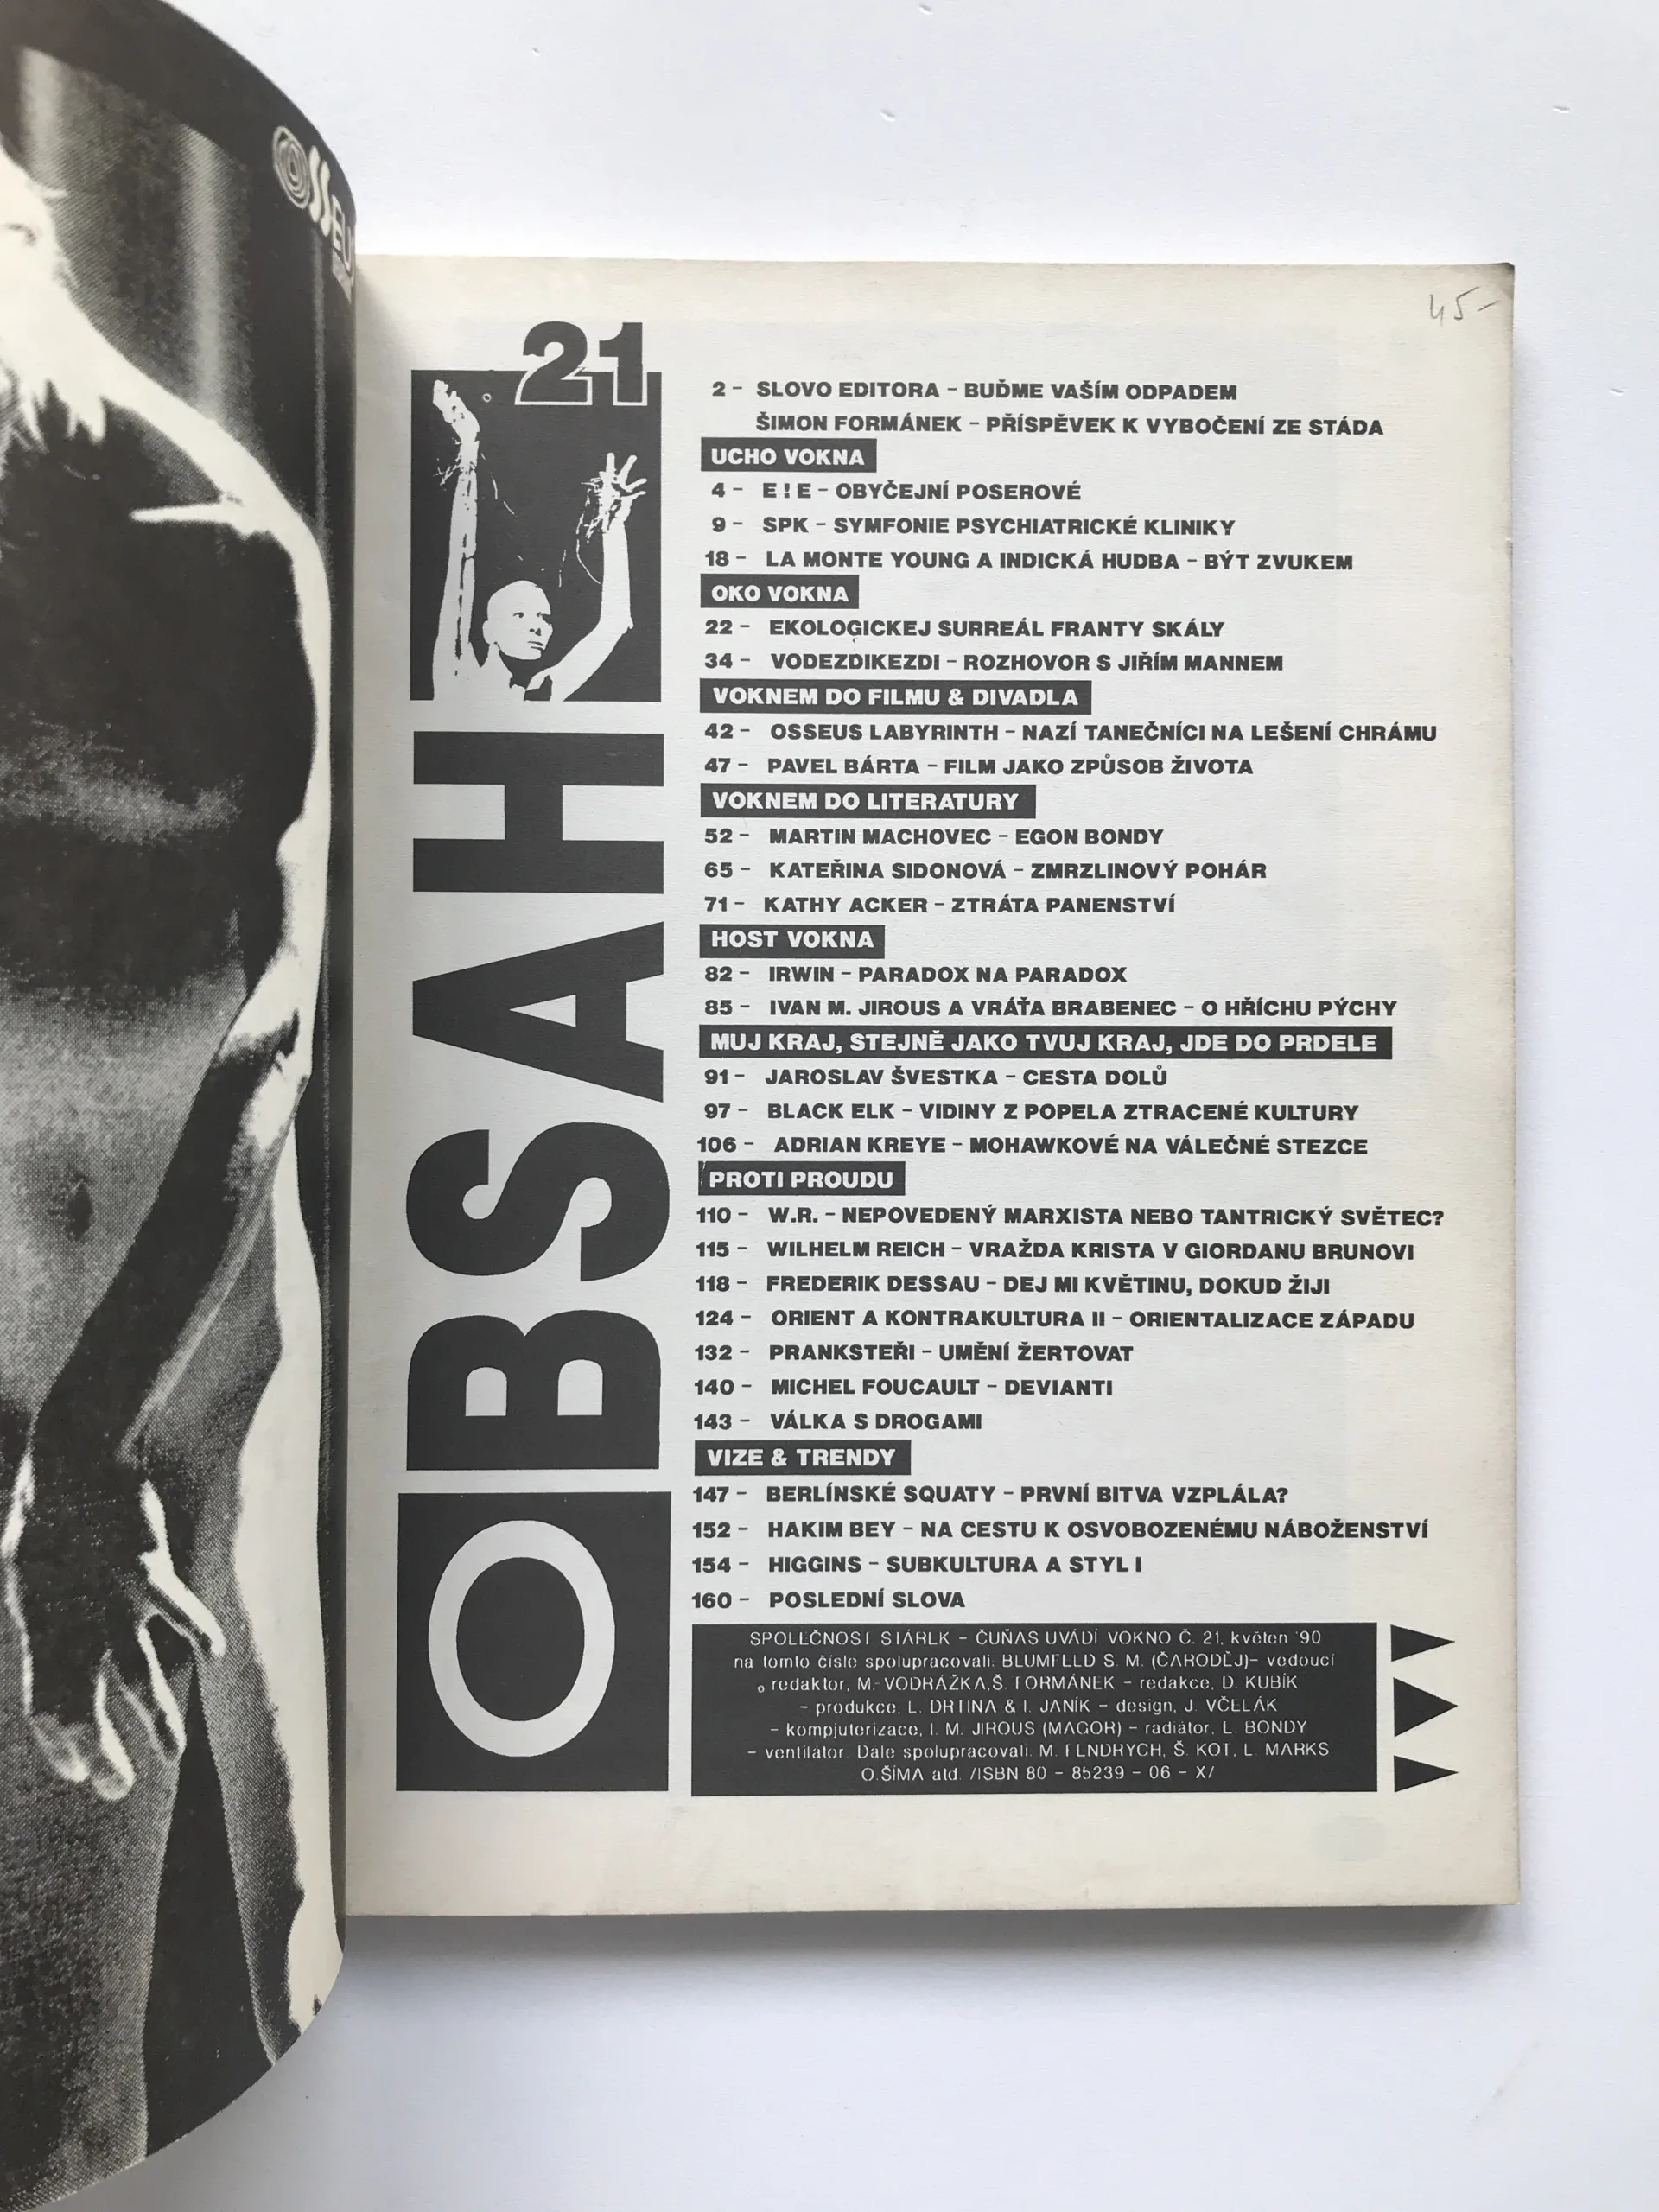 OSSEU
45-
21
OBSAH
2 - SLOVO EDITORA - BUĎME VAŠÍM ODPADEM
ŠIMON FORMÁNEK - PŘÍSPĚVEK K VYBOČENÍ ZE STÁDA
UCHO VOKNA
4 - E!E - OBYČEJNÍ POSEROVÉ
9 - SPK - SYMFONIE PSYCHIATRICKÉ KLINIKY
18 - LA MONTE YOUNG A INDICKÁ HUDBA - BÝT ZVUKEM
OKO VOKNA
22 - EKOLOGICKEJ SURREÁL FRANTY SKÁLY
34 - VODEZDIKEZDI - ROZHOVOR S JIŘÍM MANNEM
VOKNEM DO FILMU & DIVADLA
42 - OSSEUS LABYRINTH - NAZÍ TANEČNÍCI NA LEŠENÍ CHRÁMU
47 - PAVEL BÁRTA - FILM JAKO ZPŮSOB ŽIVOTA
VOKNEM DO LITERATURY
52 - MARTIN MACHOVEC - EGON BONDY
65 - KATEŘINA SIDONOVÁ - ZMRZLINOVÝ POHÁR
71 - KATHY ACKER - ZTRÁTA PANENSTVÍ
HOST VOKNA
82 - IRWIN - PARADOX NA PARADOX
85 - IVAN M. JIROUS A VRÁŤA BRABENEC - O HŘÍCHU PÝCHY
MUJ KRAJ, STEJNĚ JAKO TVUJ KRAJ, JDE DO PRDELE
91 - JAROSLAV ŠVESTKA - CESTA DOLŮ
97 - BLACK ELK - VIDINY Z POPELA ZTRACENÉ KULTURY
106 - ADRIAN KREYE - MOHAWKOVÉ NA VÁLEČNÉ STEZCE
PROTI PROUDU
110 - W.R. - NEPOVEDENÝ MARXISTA NEBO TANTRICKÝ SVĚTEC?
115 - WILHELM REICH - VRAŽDA KRISTA V GIORDANU BRUNOVI
118 - FREDERIK DESSAU - DEJ MI KVĚTINU, DOKUD ŽIJI
124 - ORIENT A KONTRAKULTURA II - ORIENTALIZACE ZÁPADU
132 - PRANKSTEŘI - UMĚNÍ ŽERTOVAT
140 - MICHEL FOUCAULT - DEVIANTI
143 - VÁLKA S DROGAMI
VIZE & TRENDY
147 - BERLÍNSKÉ SQUATY - PRVNÍ BITVA VZPLÁLA?
152 - HAKIM BEY - NA CESTU K OSVOBOZENÉMU NÁBOŽENSTVÍ
154 - HIGGINS - SUBKULTURA A STYL I
160 - POSLEDNÍ SLOVA
SPOLEČNOST STÁREK - ČUŇAS UVÁDÍ VOKNO Č. 21, květen '90
na tomto čísle spolupracovali: BLUMFELD S. M. (ČARODĚJ)- vedoucí
redaktor, M. VODRÁŽKA,Š. FORMÁNEK - redakce, D. KUBÍK
- produkce, L. DRTINA & I. JANÍK - design, J. VČELÁK
- kompjuterizace, I. M. JIROUS (MAGOR) - radiátor, E. BONDY
- ventilátor. Dále spolupracovali: M. FENDRYCH, Š. KOT, L. MARKS
O.ŠÍMA atd. /ISBN 80 - 85239 - 06 - X/